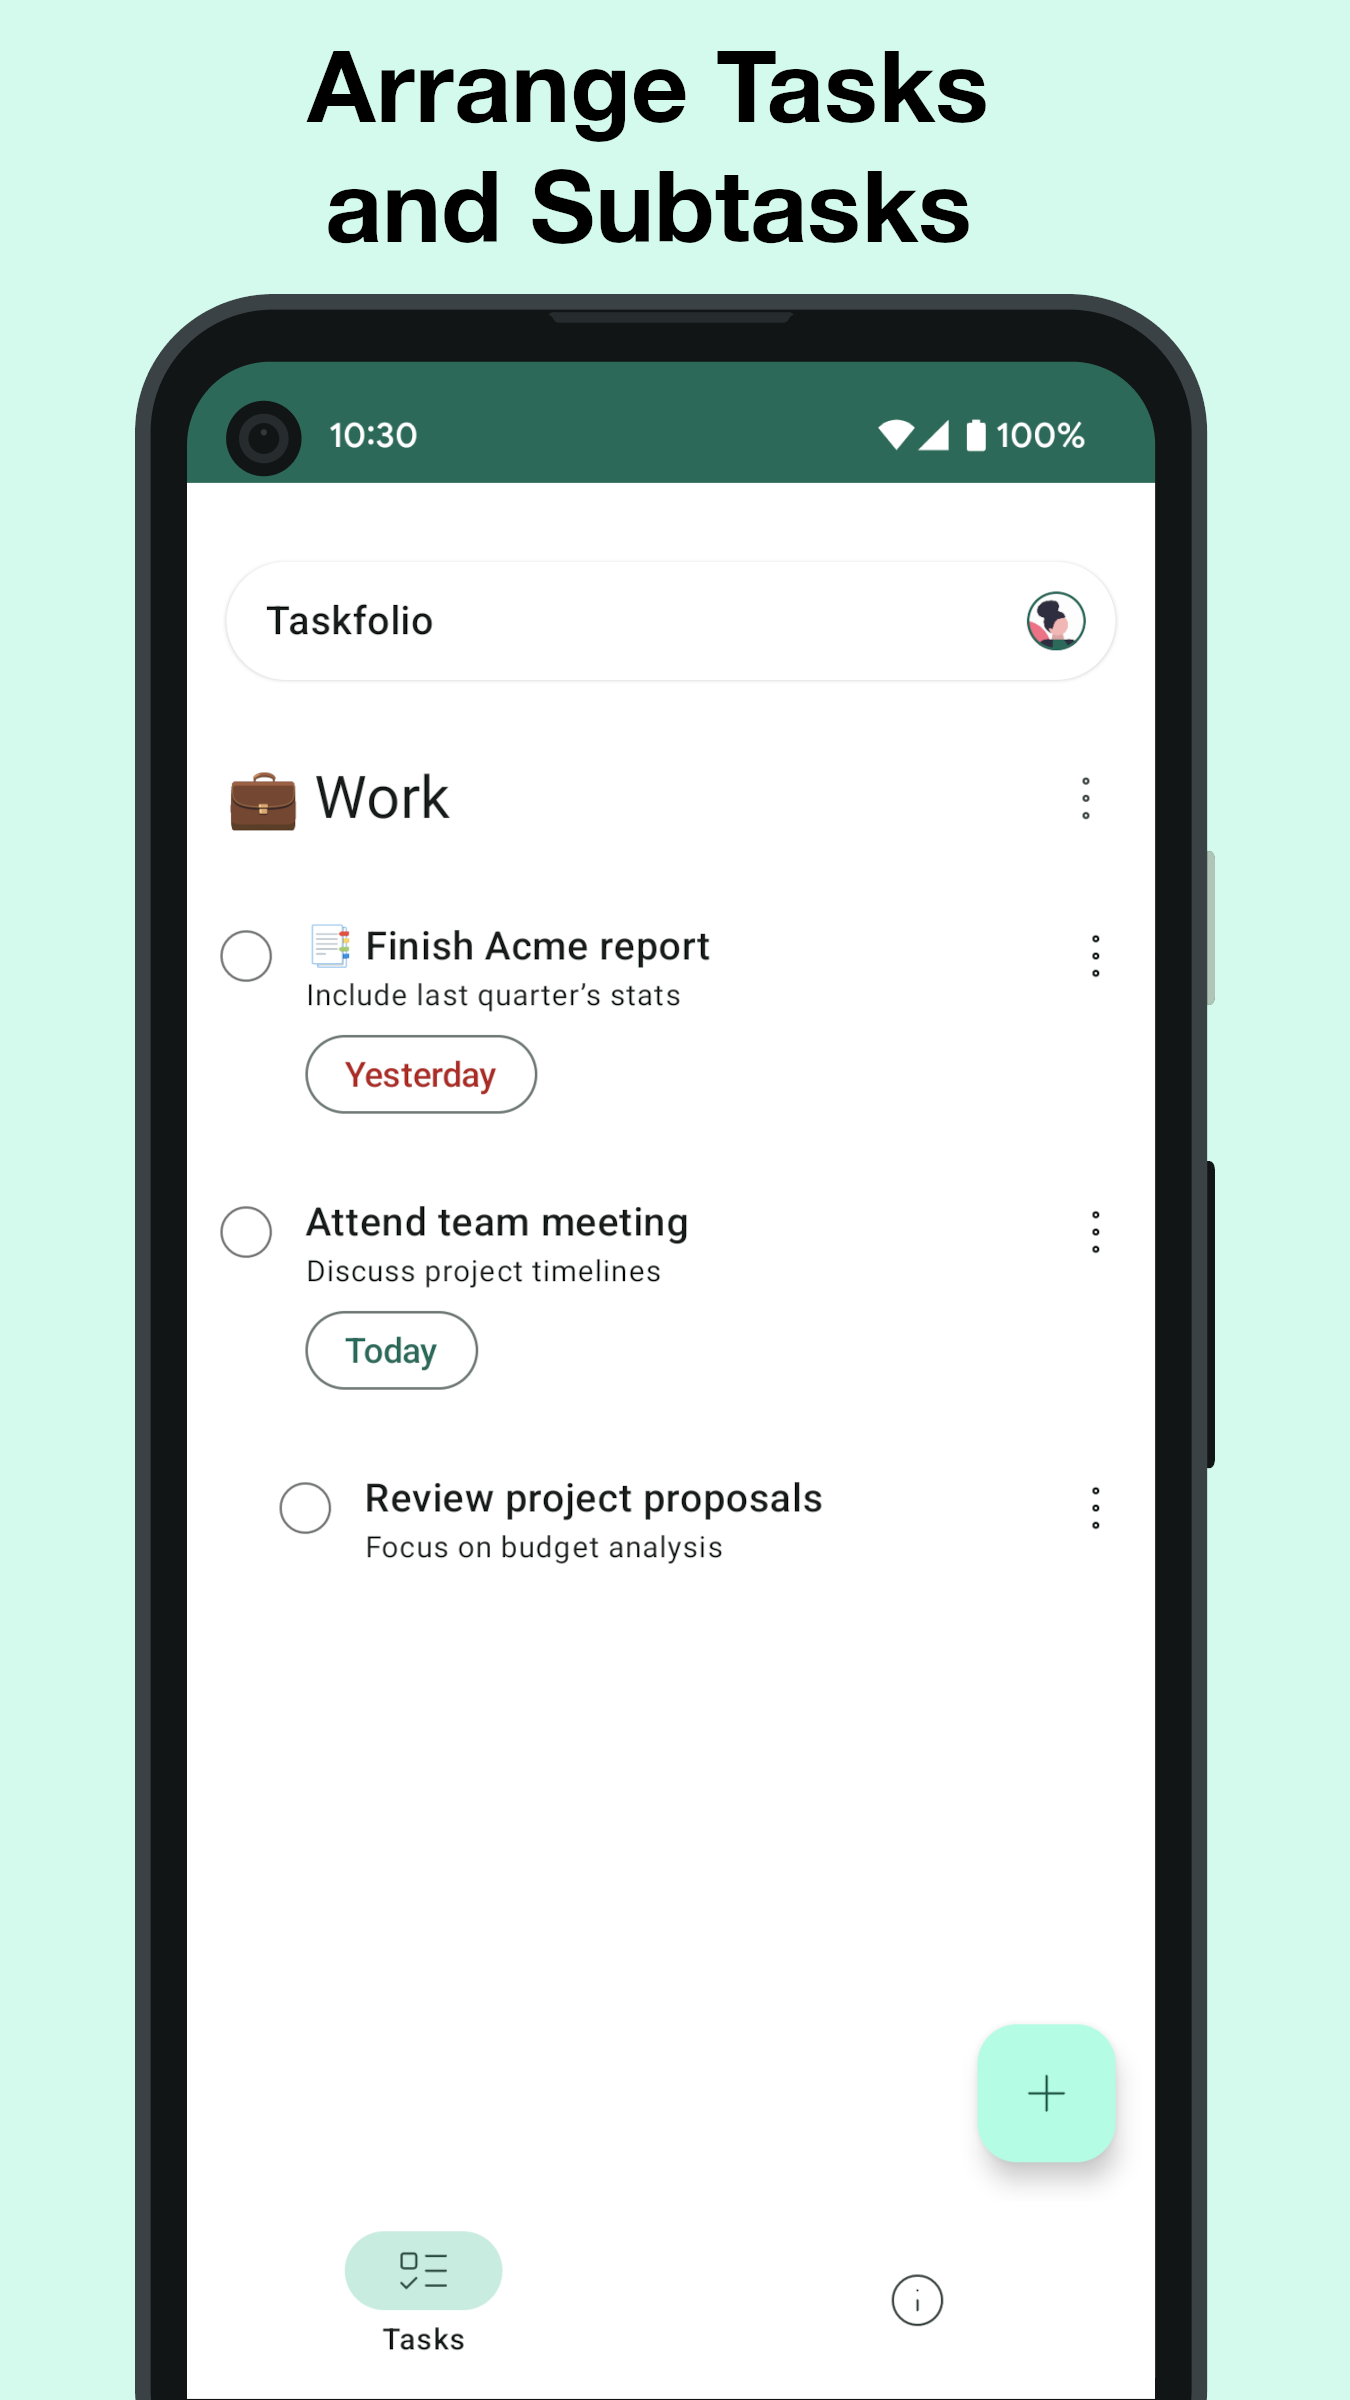 Arrange Tasks
and Subtasks
10:30
100%
Taskfolio
💼 Work
📑 Finish Acme report
Include last quarter’s stats
Yesterday
Attend team meeting
Discuss project timelines
Today
Review project proposals
Focus on budget analysis
Tasks